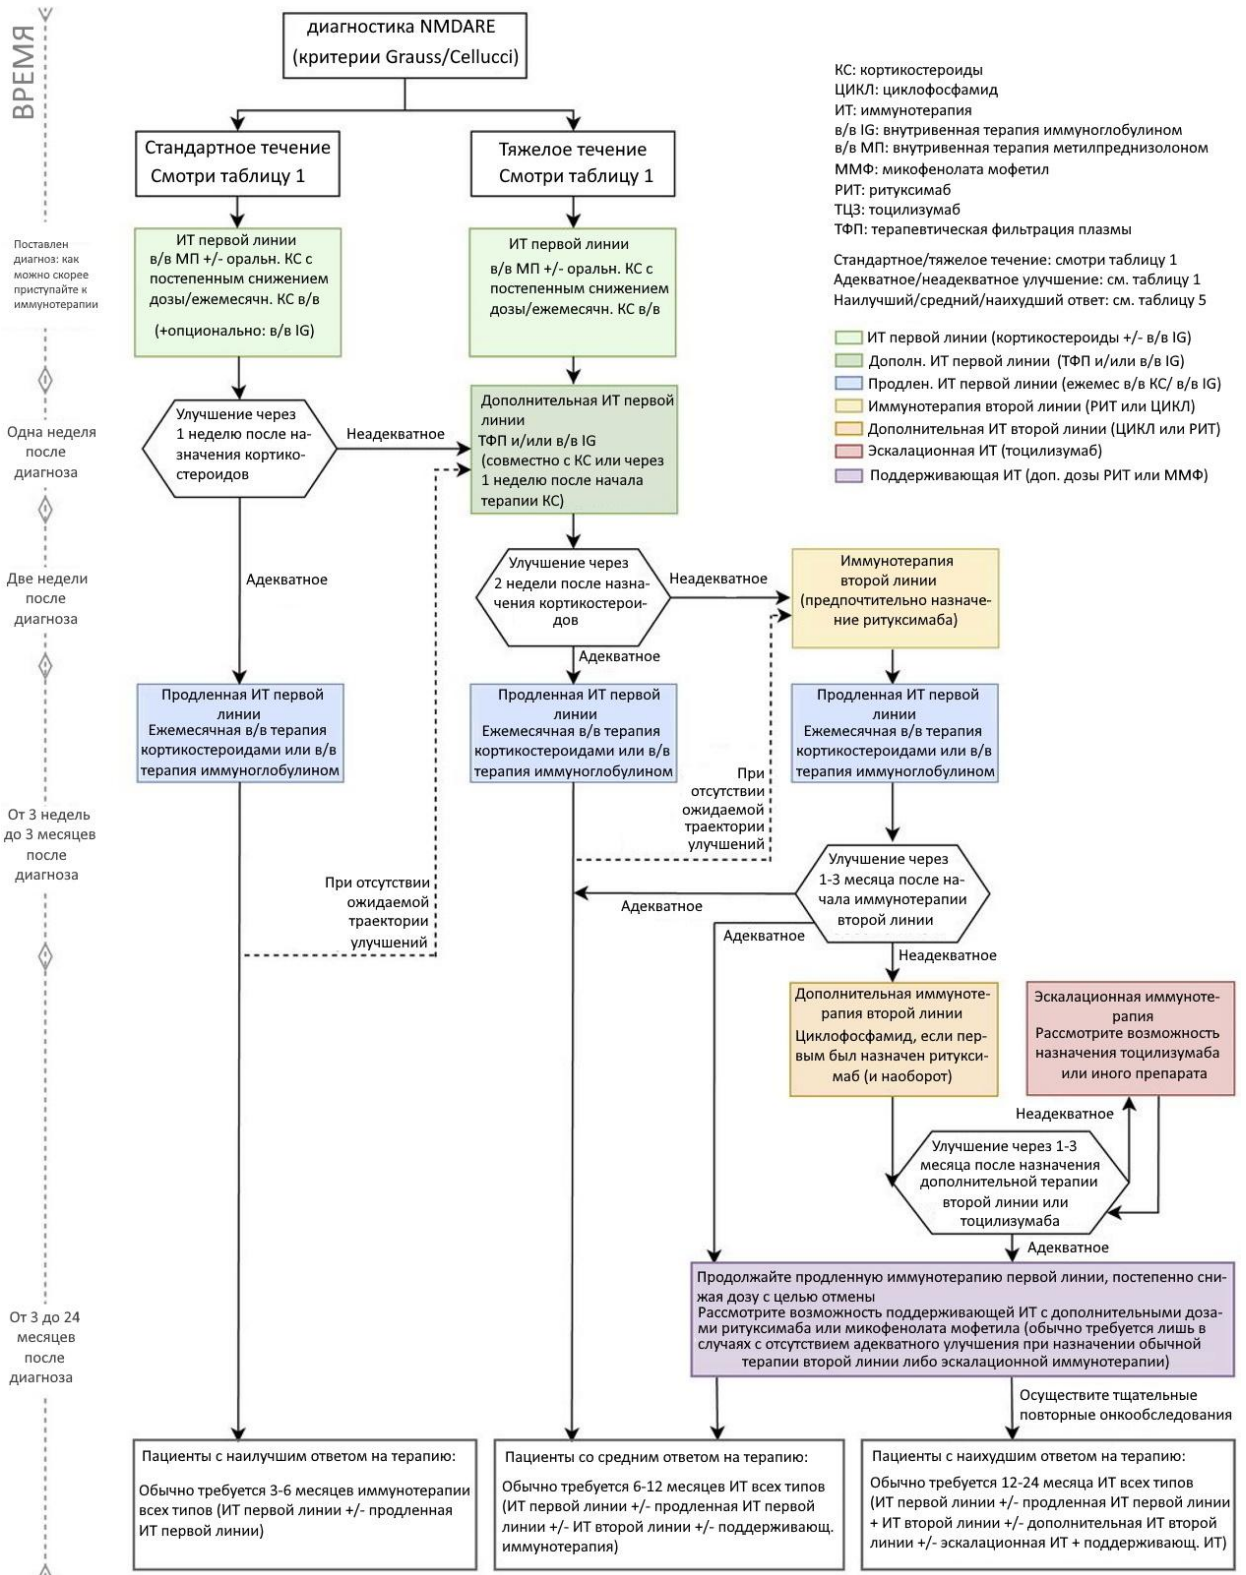 ВРЕМЯ
диагностика NMDARE
(критерии Grauss/Cellucci)
КС: кортикостероиды
ЦИКЛ: циклофосфамид
ИТ: иммунотерапия
в/в IG: внутривенная терапия иммуноглобулином
в/в МП: внутривенная терапия метилпреднизолоном
ММФ: микофенолата мофетил
РИТ: ритуксимаб
ТЦЗ: тоцилизумаб
ТФП: терапевтическая фильтрация плазмы
Стандартное/тяжелое течение: смотри таблицу 1
Адекватное/неадекватное улучшение: см. таблицу 1
Наилучший/средний/наихудший ответ: см. таблицу 5
ИТ первой линии (кортикостероиды +/- в/в IG)
Дополн. ИТ первой линии (ТФП и/или в/в IG)
Продлен. ИТ первой линии (ежемес в/в КС/ в/в IG)
Иммунотерапия второй линии (РИТ или ЦИКЛ)
Дополнительная ИТ второй линии (ЦИКЛ или РИТ)
Эскалационная ИТ (тоцилизумаб)
Поддерживающая ИТ (доп. дозы РИТ или ММФ)
Стандартное течение
Смотри таблицу 1
Тяжелое течение
Смотри таблицу 1
Поставлен
диагноз: как
можно скорее
приступайте к
иммунотерапии
ИТ первой линии
в/в МП +/- оральн. КС с
постепенным снижением
дозы/ежемесячн. КС в/в
(+опционально: в/в IG)
ИТ первой линии
в/в МП +/- оральн. КС с
постепенным снижением
дозы/ежемесячн. КС в/в
Одна неделя
после
диагноза
Улучшение через
1 неделю после на-
значения кортико-
стероидов
Неадекватное
Дополнительная ИТ первой
линии
ТФП и/или в/в IG
(совместно с КС или через
1 неделю после начала
терапии КС)
Две недели
после
диагноза
Адекватное
Улучшение через
2 недели после назна-
чения кортикостерои-
дов
Неадекватное
Адекватное
Иммунотерапия
второй линии
(предпочтительно назначе-
ние ритуксимаба)
Продленная ИТ первой
линии
Ежемесячная в/в терапия
кортикостероидами или в/в
терапия иммуноглобулином
Продленная ИТ первой
линии
Ежемесячная в/в терапия
кортикостероидами или в/в
терапия иммуноглобулином
Продленная ИТ первой
линии
Ежемесячная в/в терапия
кортикостероидами или в/в
терапия иммуноглобулином
От 3 недель
до 3 месяцев
после
диагноза
При отсутствии
ожидаемой
траектории
улучшений
При
отсутствии
ожидаемой
траектории
улучшений
Улучшение через
1-3 месяца после на-
чала иммунотерапии
второй линии
Адекватное
Адекватное
Неадекватное
Дополнительная иммуноте-
рапия второй линии
Циклофосфамид, если пер-
вым был назначен ритукси-
маб (и наоборот)
Эскалационная иммуноте-
рапия
Рассмотрите возможность
назначения тоцилизумаба
или иного препарата
Неадекватное
Улучшение через 1-3
месяца после назначения
дополнительной терапии
второй линии или
тоцилизумаба
Адекватное
От 3 до 24
месяцев
после
диагноза
Продолжайте продленную иммунотерапию первой линии, постепенно сни-
жая дозу с целью отмены
Рассмотрите возможность поддерживающей ИТ с дополнительными доза-
ми ритуксимаба или микофенолата мофетила (обычно требуется лишь в
случаях с отсутствием адекватного улучшения при назначении обычной
терапии второй линии либо эскалационной иммунотерапии)
Осуществите тщательные
повторные онкообследования
Пациенты с наилучшим ответом на терапию:
Обычно требуется 3-6 месяцев иммунотерапии
всех типов (ИТ первой линии +/- продленная
ИТ первой линии)
Пациенты со средним ответом на терапию:
Обычно требуется 6-12 месяцев ИТ всех типов
(ИТ первой линии +/- продленная ИТ первой
линии +/- ИТ второй линии +/- поддерживающ.
иммунотерапия)
Пациенты с наихудшим ответом на терапию:
Обычно требуется 12-24 месяца ИТ всех типов
(ИТ первой линии +/- продленная ИТ первой линии
+ ИТ второй линии +/- дополнительная ИТ второй
линии +/- эскалационная ИТ + поддерживающ. ИТ)